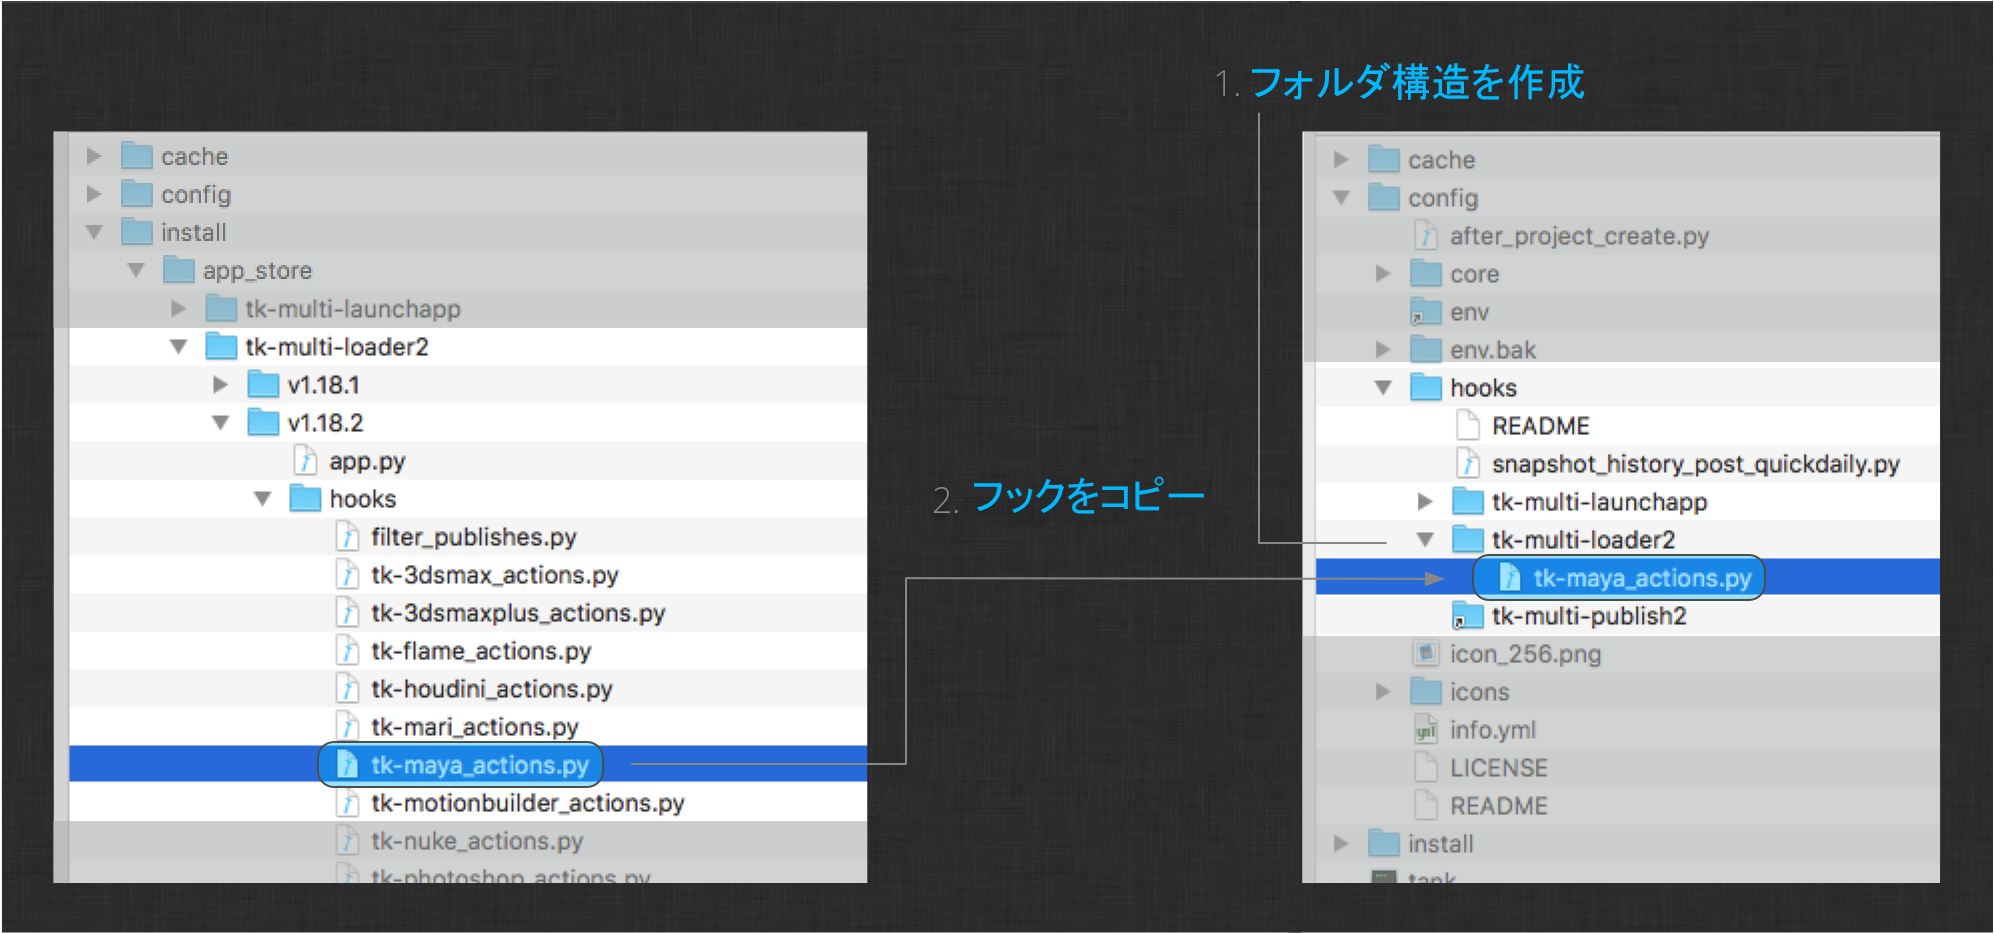 1. フォルダ構造を作成
cache
config
install
app_store
tk-multi-launchapp
tk-multi-loader2
v1.18.1
v1.18.2
app.py
hooks
filter_publishes.py
tk-3dsmax_actions.py
tk-3dsmaxplus_actions.py
tk-flame_actions.py
tk-houdini_actions.py
tk-mari_actions.py
tk-maya_actions.py
tk-motionbuilder_actions.py
tk-nuke_actions.py
tk-photoshop_actions.py
2. フックをコピー
cache
config
after_project_create.py
core
env
env.bak
hooks
README
snapshot_history_post_quickdaily.py
tk-multi-launchapp
tk-multi-loader2
tk-maya_actions.py
tk-multi-publish2
icon_256.png
icons
info.yml
LICENSE
README
install
tank